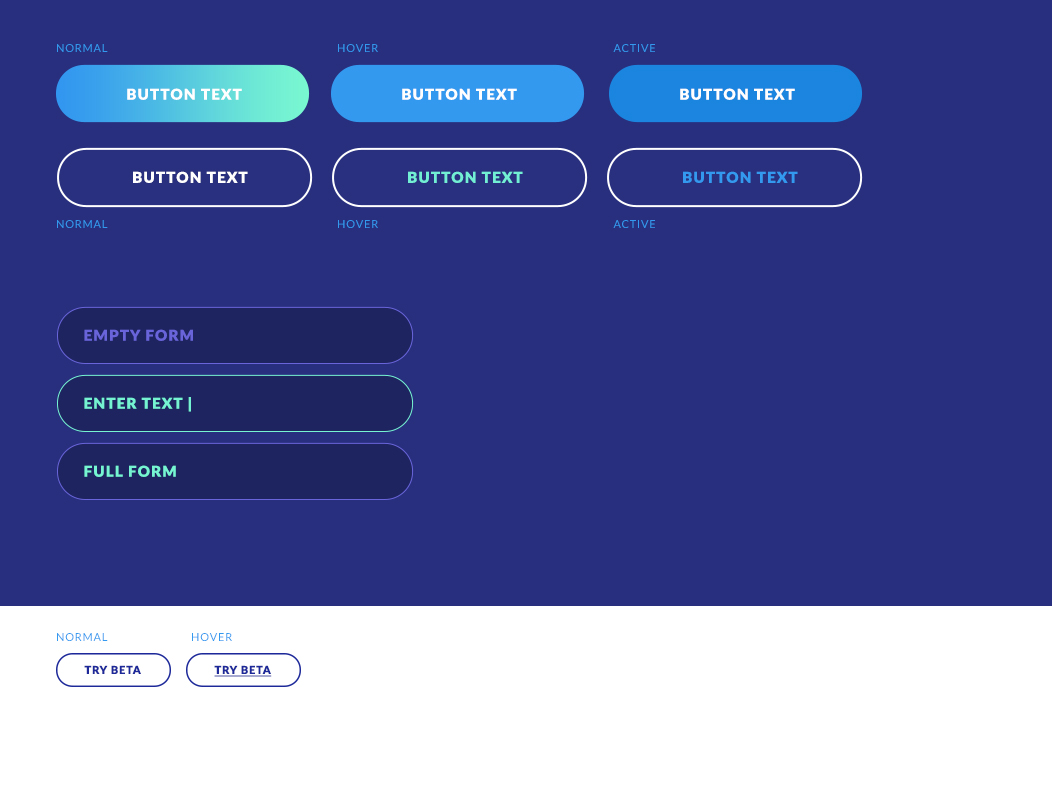 NORMAL HOVER ACTIVE
BUTTON TEXT BUTTON TEXT BUTTON TEXT
BUTTON TEXT BUTTON TEXT BUTTON TEXT
NORMAL HOVER ACTIVE
EMPTY FORM
ENTER TEXT |
FULL FORM
NORMAL HOVER
TRY BETA TRY BETA